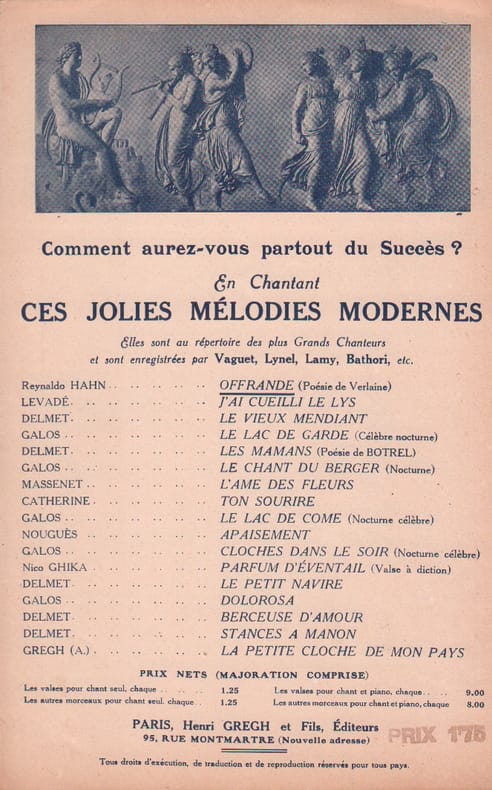 Comment aurez-vous partout du Succès ?
En Chantant
CES JOLIES MÉLODIES MODERNES
Elles sont au répertoire des plus Grands Chanteurs
et sont enregistrées par Vaguet, Lynel, Lamy, Bathori, etc.
Reynaldo HAHN . . . . . . . . OFFRANDE (Poésie de Verlaine)
LEVADÉ . . . . . . . . J'AI CUEILLI LE LYS
DELMET . . . . . . . . LE VIEUX MENDIANT
GALOS . . . . . . . . LE LAC DE GARDE (Célèbre nocturne)
DELMET . . . . . . . . LES MAMANS (Poésie de BOTREL)
GALOS . . . . . . . . LE CHANT DU BERGER (Nocturne)
MASSENET . . . . . . . . L'AME DES FLEURS
CATHERINE . . . . . . . . TON SOURIRE
GALOS . . . . . . . . LE LAC DE COME (Nocturne célèbre)
NOUGUÈS . . . . . . . . APAISEMENT
GALOS . . . . . . . . CLOCHES DANS LE SOIR (Nocturne célèbre)
Nico GHIKA . . . . . . . . PARFUM D'ÉVENTAIL (Valse à diction)
DELMET . . . . . . . . LE PETIT NAVIRE
GALOS . . . . . . . . DOLOROSA
DELMET . . . . . . . . BERCEUSE D'AMOUR
DELMET . . . . . . . . STANCES A MANON
GREGH (A.) . . . . . . . . LA PETITE CLOCHE DE MON PAYS
PRIX NETS (MAJORATION COMPRISE)
Les valses pour chant seul, chaque . . . . 1.25 Les valses pour chant et piano, chaque . . . . 9.00
Les autres morceaux pour chant seul, chaque . . 1.25 Les autres morceaux pour chant et piano, chaque 8.00
PARIS, Henri GREGH et Fils, Éditeurs
95, RUE MONTMARTRE (Nouvelle adresse)
PRIX 175
Tous droits d'exécution, de traduction et de reproduction réservés pour tous pays.